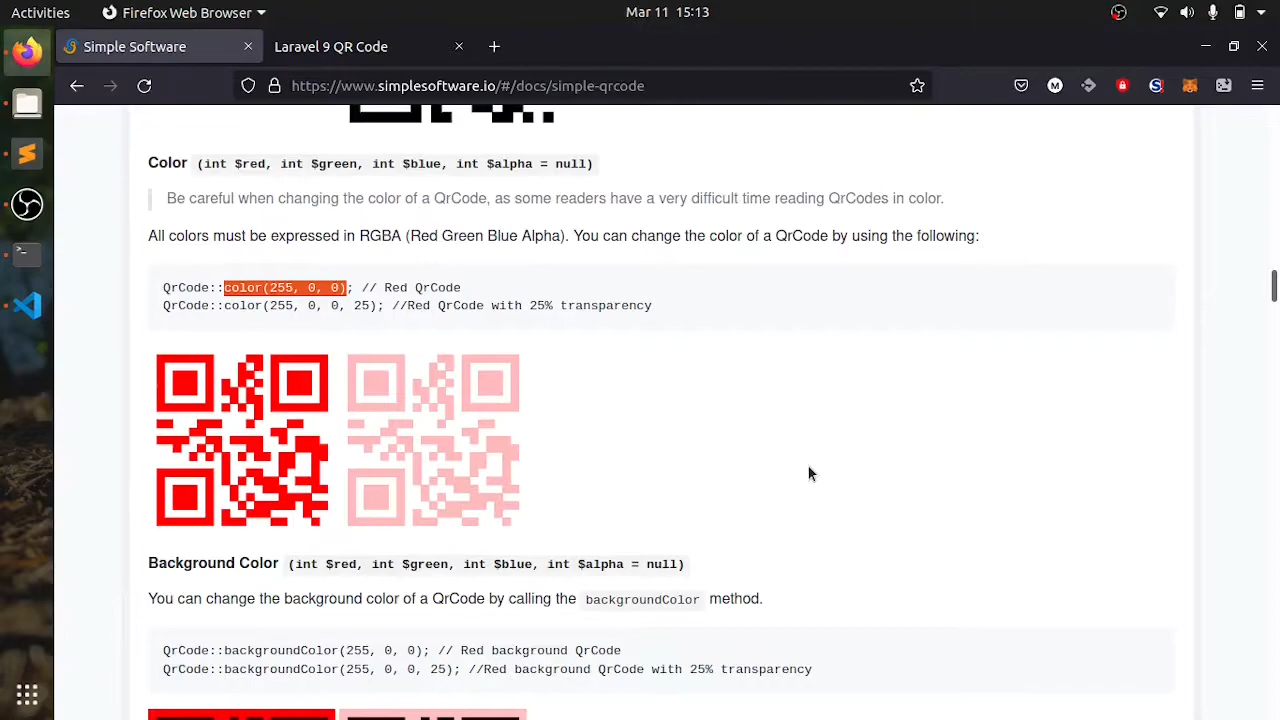 Activities
Firefox Web Browser
Mar 11 15:13
Simple Software
Laravel 9 QR Code
https://www.simplesoftware.io/#/docs/simple-qrcode
Color (int $red, int $green, int $blue, int $alpha = null)
Be careful when changing the color of a QrCode, as some readers have a very difficult time reading QrCodes in color.
All colors must be expressed in RGBA (Red Green Blue Alpha). You can change the color of a QrCode by using the following:
QrCode::color(255, 0, 0); // Red QrCode
QrCode::color(255, 0, 0, 25); //Red QrCode with 25% transparency
Background Color (int $red, int $green, int $blue, int $alpha = null)
You can change the background color of a QrCode by calling the backgroundColor method.
QrCode::backgroundColor(255, 0, 0); // Red background QrCode
QrCode::backgroundColor(255, 0, 0, 25); //Red background QrCode with 25% transparency